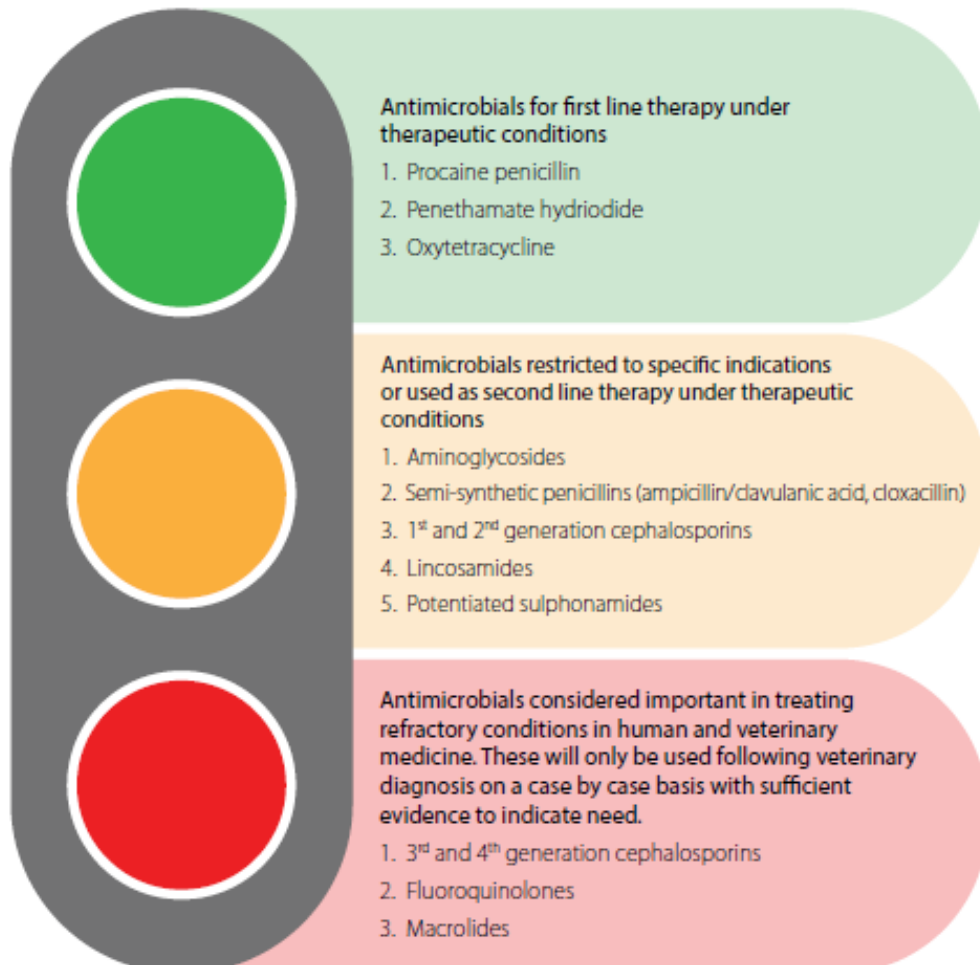 Antimicrobials for first line therapy under
therapeutic conditions
1. Procaine penicillin
2. Penethamate hydriodide
3. Oxytetracycline
Antimicrobials restricted to specific indications
or used as second line therapy under therapeutic
conditions
1. Aminoglycosides
2. Semi-synthetic penicillins (ampicillin/clavulanic acid, cloxacillin)
3. 1st and 2nd generation cephalosporins
4. Lincosamides
5. Potentiated sulphonamides
Antimicrobials considered important in treating
refractory conditions in human and veterinary
medicine. These will only be used following veterinary
diagnosis on a case by case basis with sufficient
evidence to indicate need.
1. 3rd and 4th generation cephalosporins
2. Fluoroquinolones
3. Macrolides